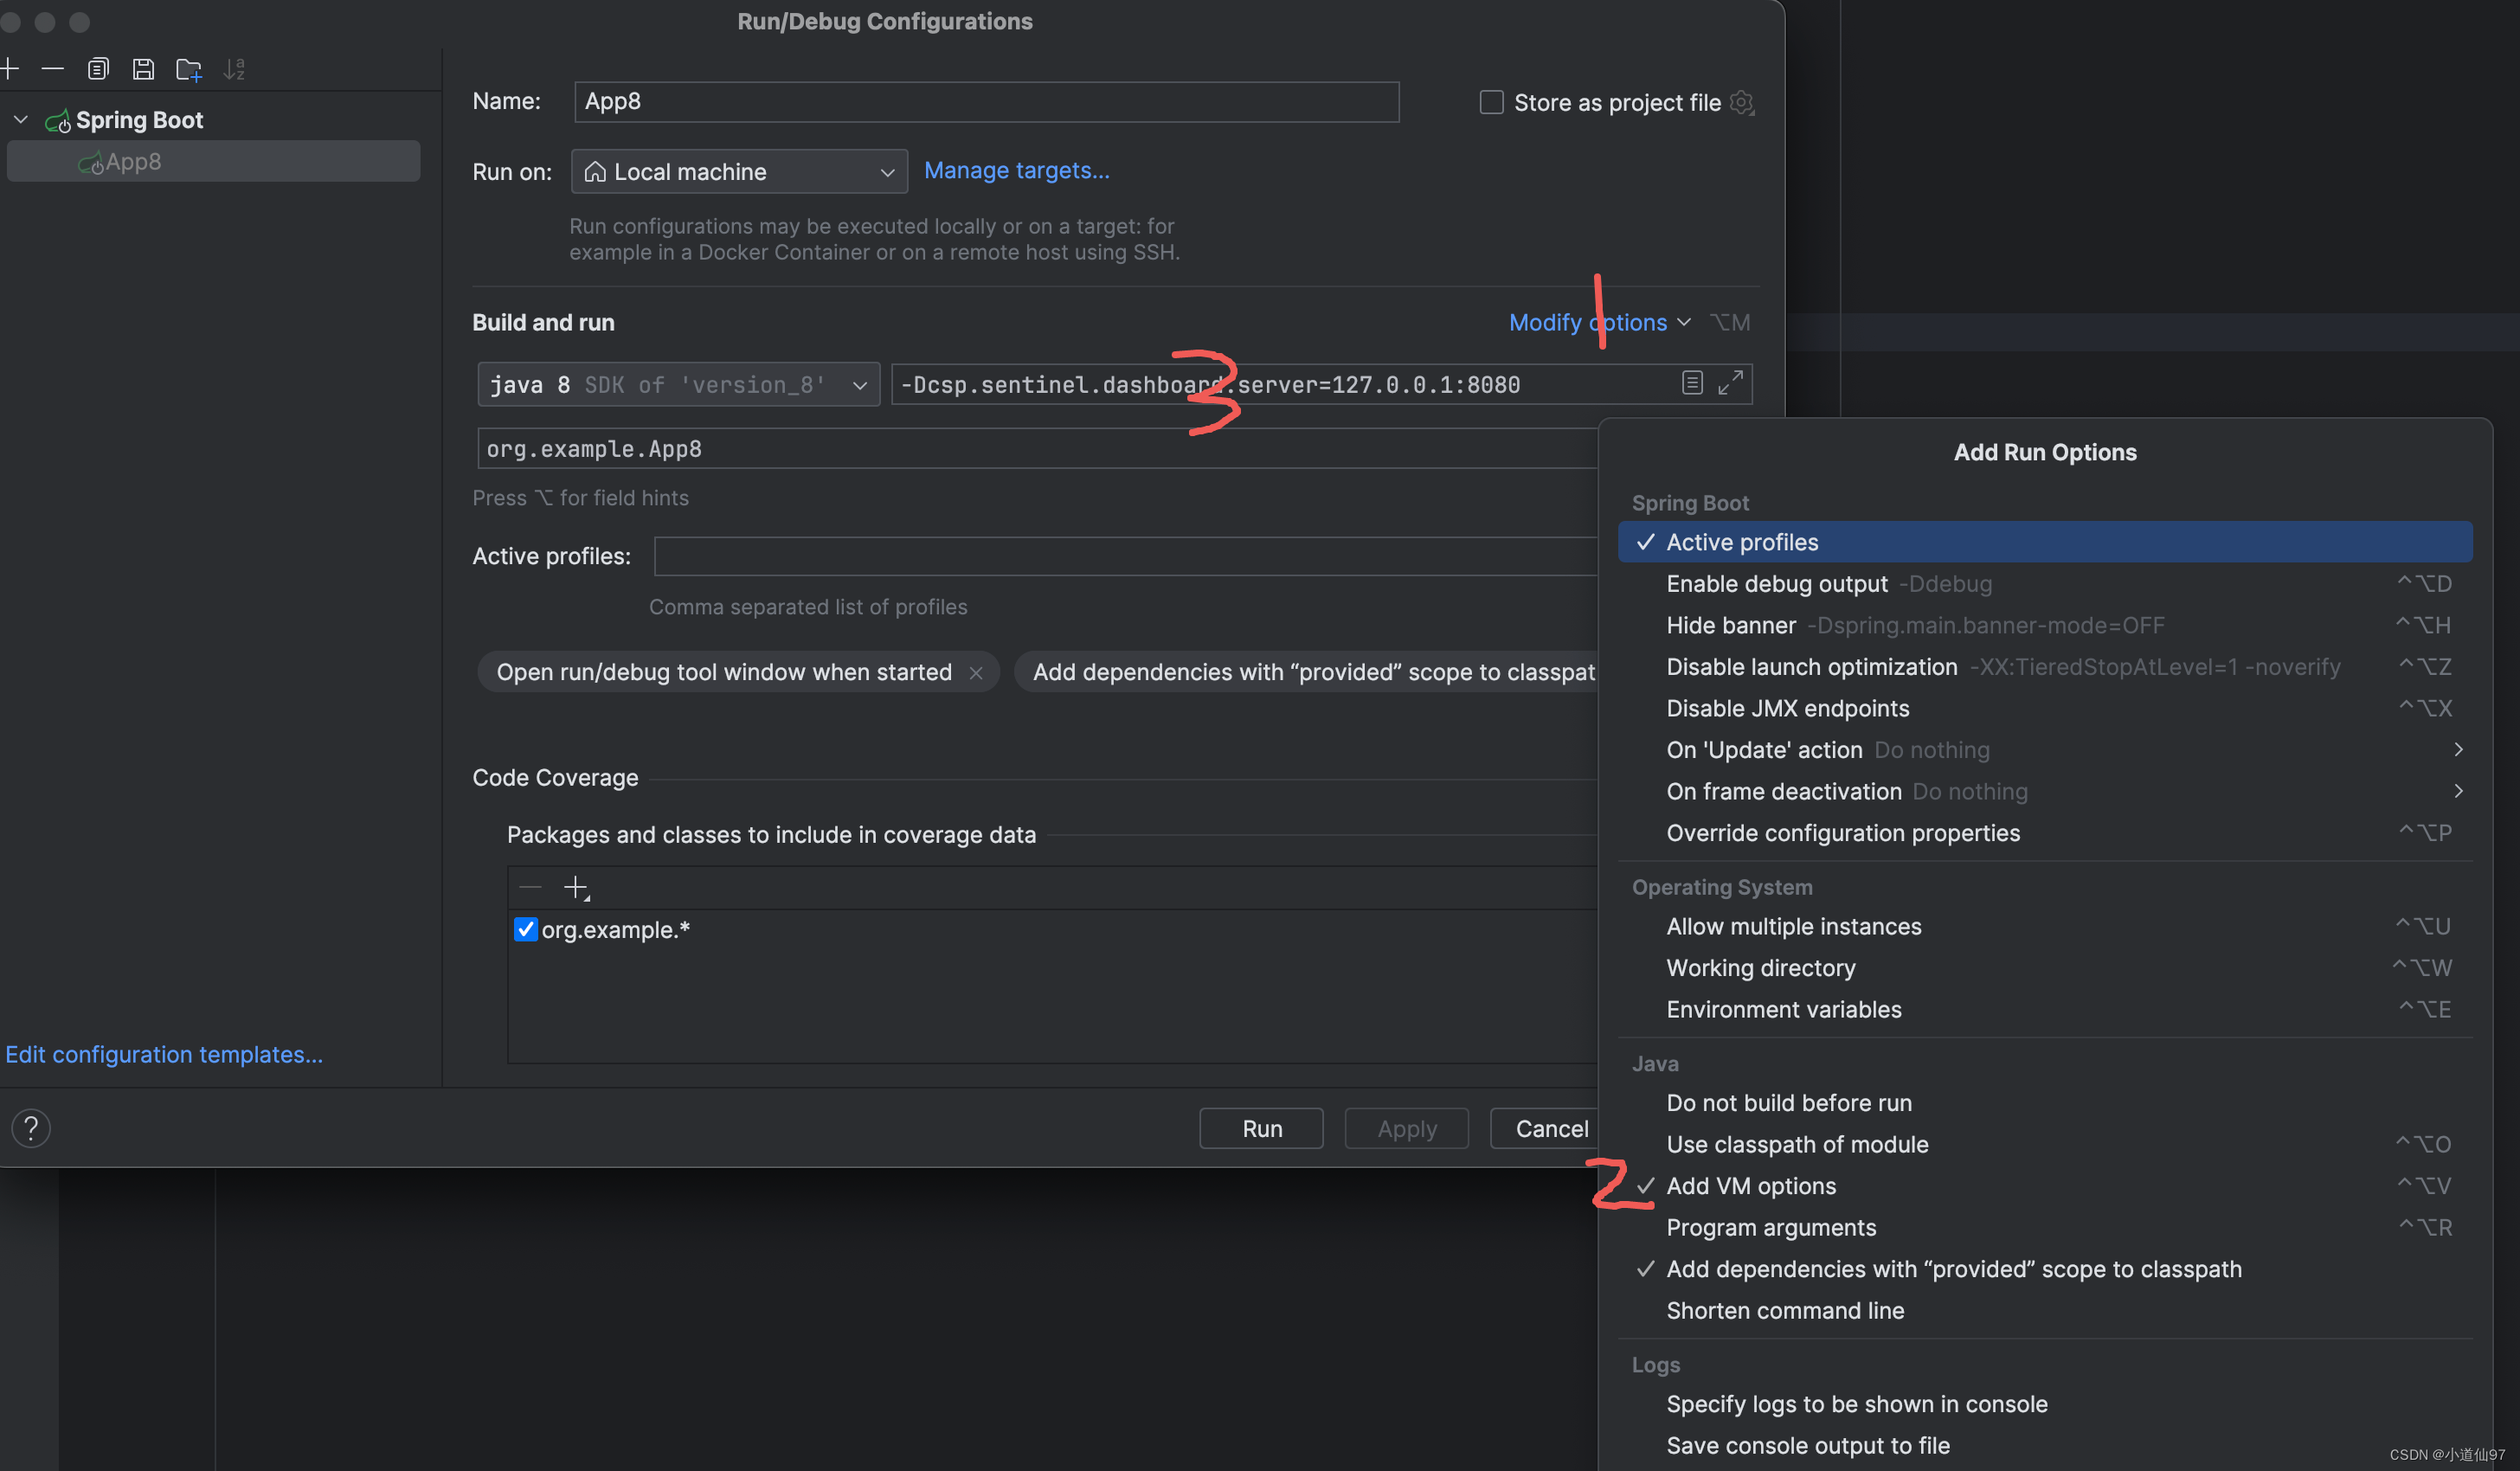 Run/Debug Configurations
Spring Boot
App8
Edit configuration templates...
?
Name: App8
Store as project file
Run on: Local machine
Manage targets...
Run configurations may be executed locally or on a target: for
example in a Docker Container or on a remote host using SSH.
1
Build and run
Modify options ⌥M
java 8 SDK of 'version_8'
-Dcsp.sentinel.dashboard.server=127.0.0.1:8080
3
org.example.App8
Press ⌥ for field hints
Active profiles:
Comma separated list of profiles
Open run/debug tool window when started ×
Add dependencies with “provided” scope to classpat
Code Coverage
Packages and classes to include in coverage data
org.example.*
Run
Apply
Cancel
Add Run Options
Spring Boot
Active profiles
Enable debug output -Ddebug ^⌥D
Hide banner -Dspring.main.banner-mode=OFF ^⌥H
Disable launch optimization -XX:TieredStopAtLevel=1 -noverify ^⌥Z
Disable JMX endpoints ^⌥X
On 'Update' action Do nothing
On frame deactivation Do nothing
Override configuration properties ^⌥P
Operating System
Allow multiple instances ^⌥U
Working directory ^⌥W
Environment variables ^⌥E
Java
Do not build before run
Use classpath of module ^⌥O
2
Add VM options ^⌥V
Program arguments ^⌥R
Add dependencies with “provided” scope to classpath
Shorten command line
Logs
Specify logs to be shown in console
Save console output to file
CSDN @小道仙97